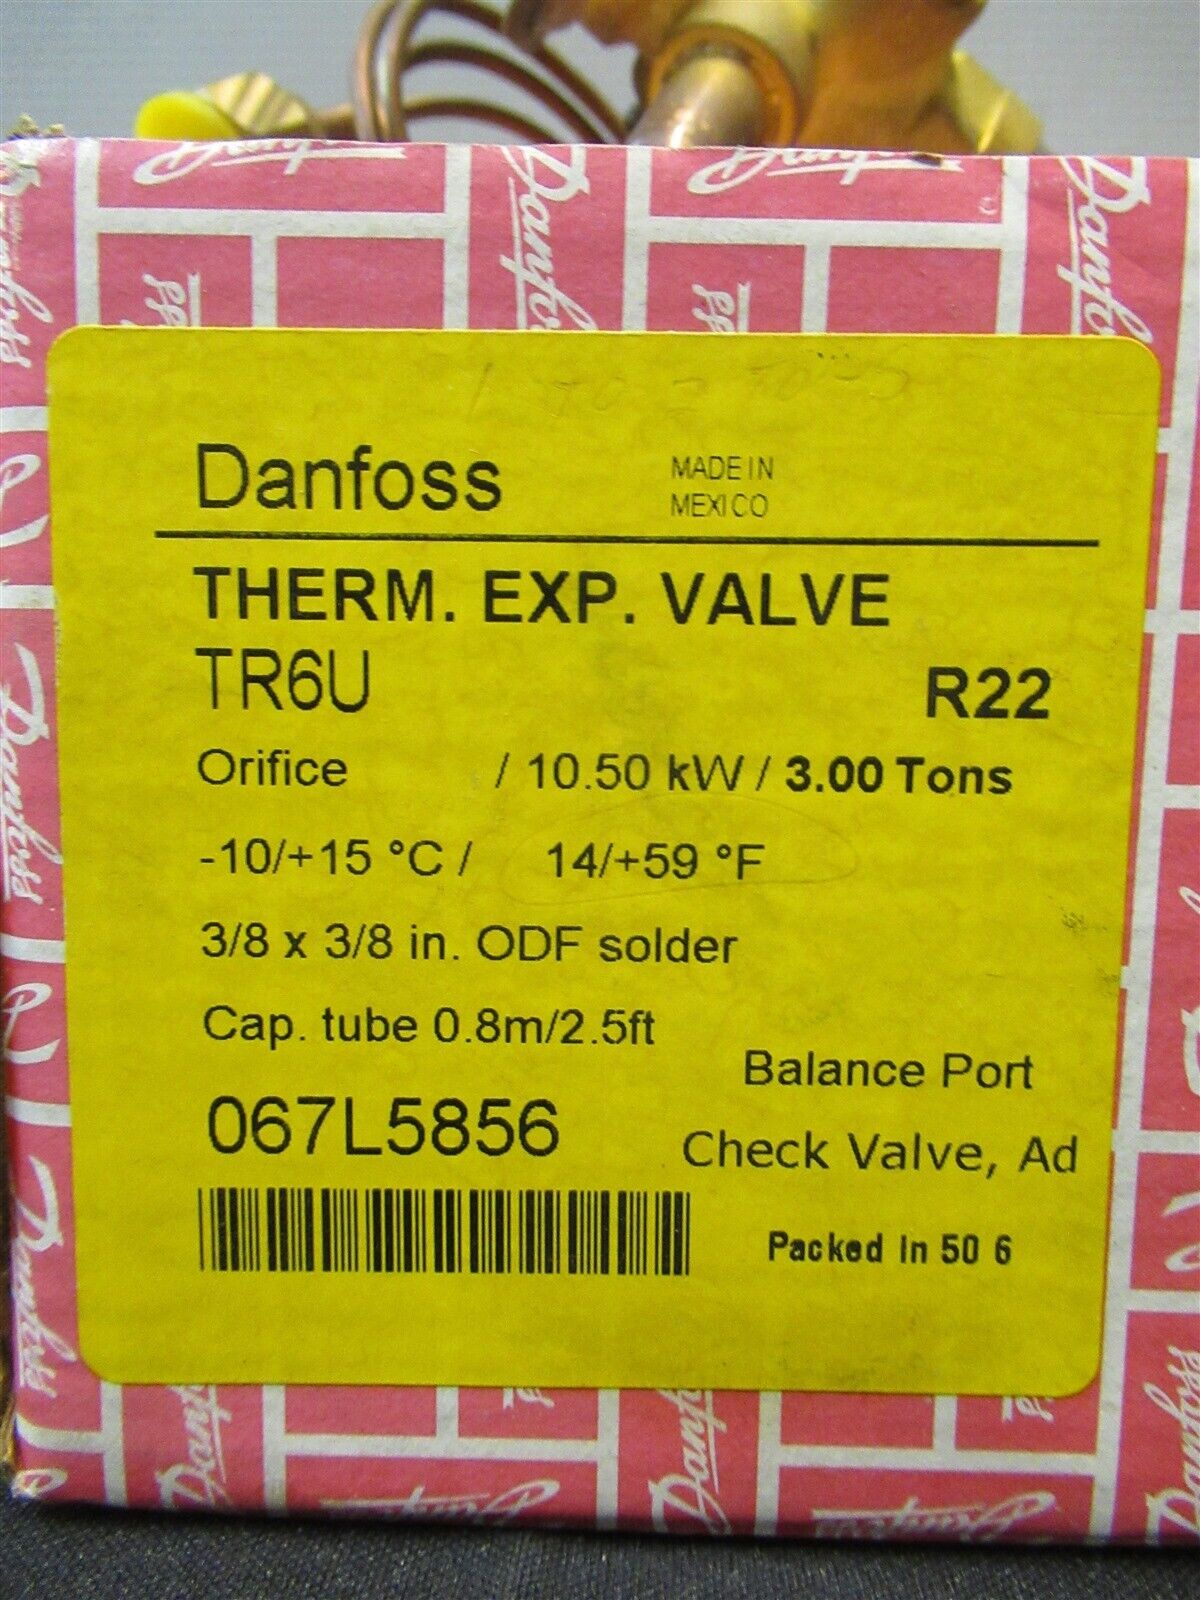 Danfoss
MADE IN
MEXICO
THERM. EXP. VALVE
TR6U
R22
Orifice / 10.50 kW / 3.00 Tons
-10/+15 °C / 14/+59 °F
3/8 x 3/8 in. ODF solder
Cap. tube 0.8m/2.5ft
Balance Port
067L5856
Check Valve, Ad
Packed In 50 6